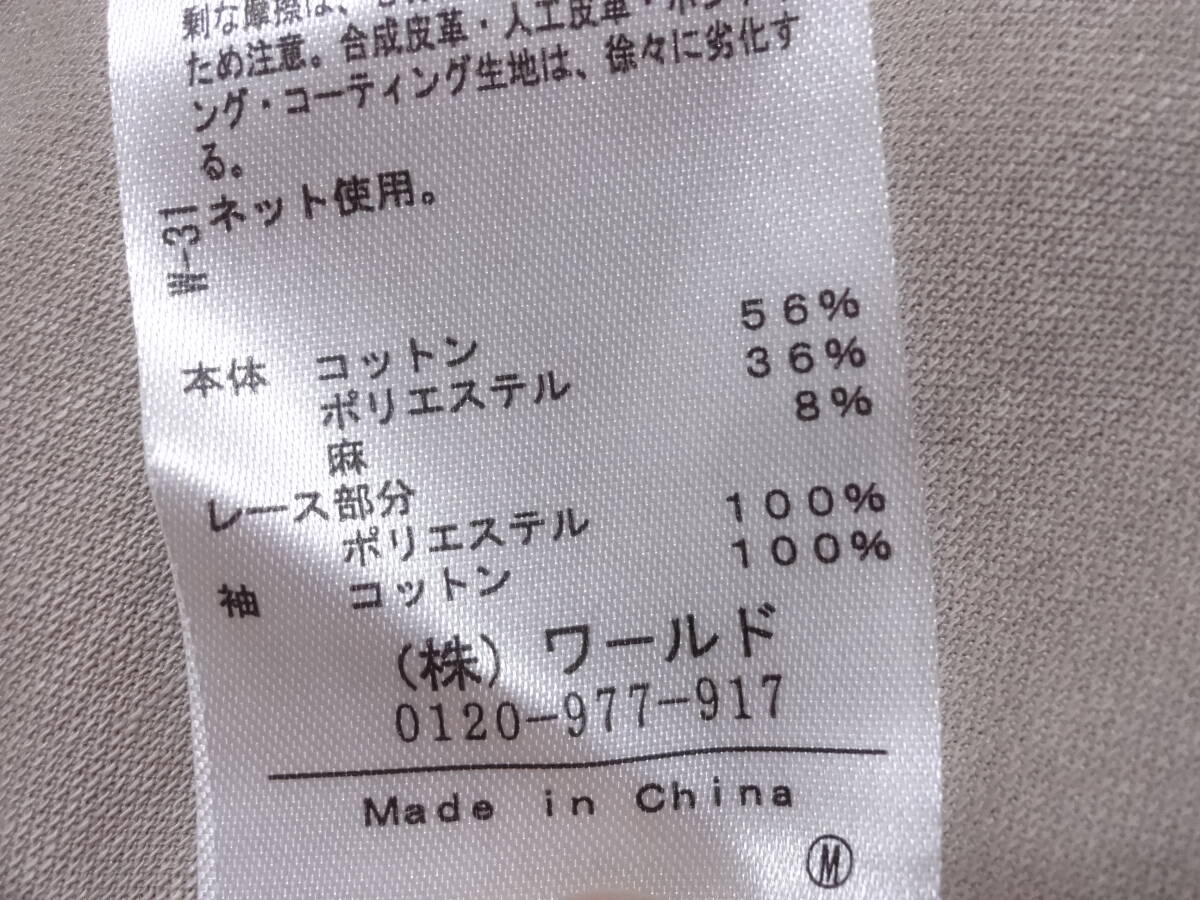 剰な摩擦は、
ため注意。合成皮革・人工皮革・ボンディ
ング・コーティング生地は、徐々に劣化す
る。
ネット使用。
W-31
56%
本体 コットン 36%
ポリエステル 8%
麻
レース部分 100%
ポリエステル 100%
袖 コットン
(株) ワールド
0120-977-917
Made in China
M